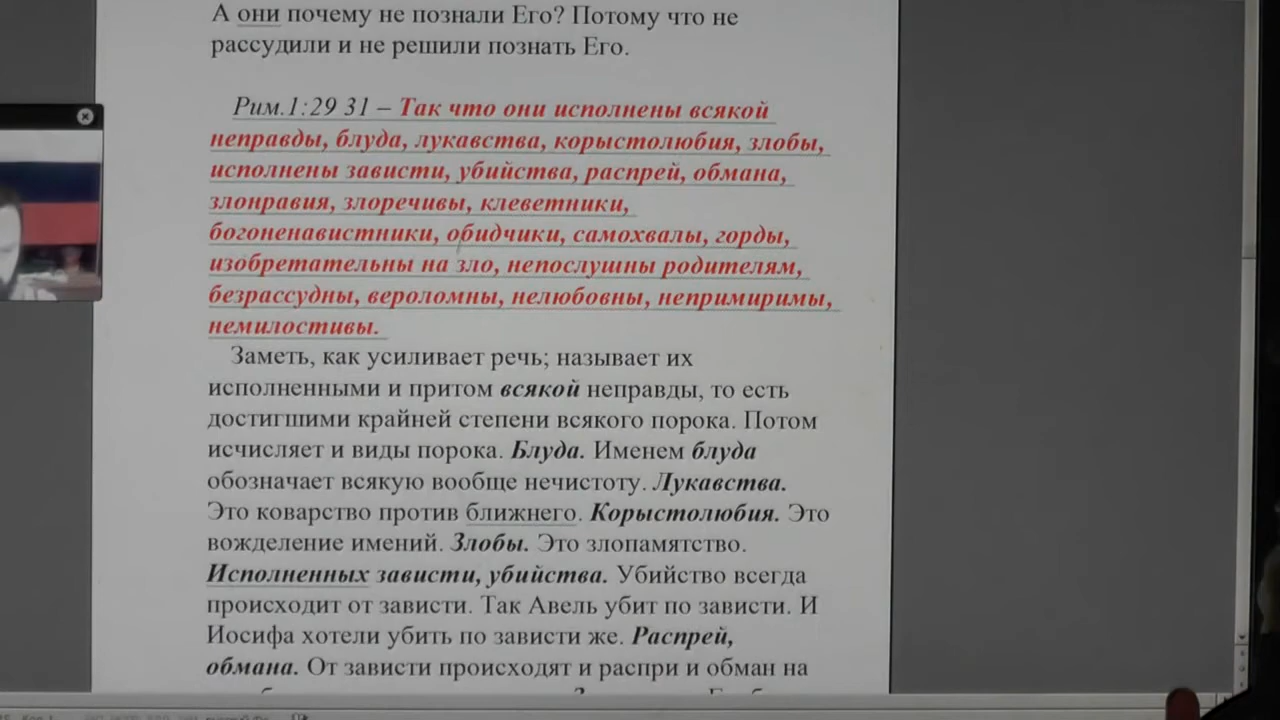 А они почему не познали Его? Потому что не
рассудили и не решили познать Его.
Рим.1:29 31 – Так что они исполнены всякой
неправды, блуда, лукавства, корыстолюбия, злобы,
исполнены зависти, убийства, распрей, обмана,
злонравия, злоречивы, клеветники,
богоненавистники, обидчики, самохвалы, горды,
изобретательны на зло, непослушны родителям,
безрассудны, вероломны, нелюбовны, непримиримы,
немилостивы.
Заметь, как усиливает речь; называет их
исполненными и притом всякой неправды, то есть
достигшими крайней степени всякого порока. Потом
исчисляет и виды порока. Блуда. Именем блуда
обозначает всякую вообще нечистоту. Лукавства.
Это коварство против ближнего. Корыстолюбия. Это
вожделение имений. Злобы. Это злопамятство.
Исполненных зависти, убийства. Убийство всегда
происходит от зависти. Так Авель убит по зависти. И
Иосифа хотели убить по зависти же. Распрей,
обмана. От зависти происходят и распри и обман на